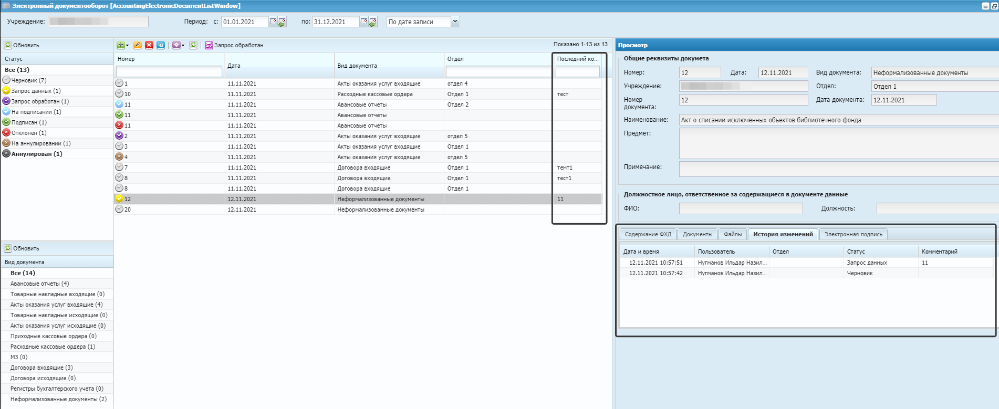 Электронный документооборот [AccountingElectronicDocumentListWindow]
Учреждение:
Период: с: 01.01.2021 по: 31.12.2021 По дате записи
Обновить
Статус
Все (13)
Черновик (7)
Запрос данных (1)
Запрос обработан (1)
На подписании (1)
Подписан (1)
Отклонен (1)
На аннулировании (1)
Аннулирован (1)
Обновить
Вид документа
Все (14)
Авансовые отчеты (4)
Товарные накладные входящие (0)
Акты оказания услуг входящие (4)
Товарные накладные исходящие (0)
Акты оказания услуг исходящие (0)
Приходные кассовые ордера (0)
Расходные кассовые ордера (1)
МЗ (0)
Договора входящие (3)
Договора исходящие (0)
Регистры бухгалтерского учета (0)
Неформализованные документы (2)
Запрос обработан Показано 1-13 из 13
Номер Дата Вид документа Отдел Последний ко...
1 11.11.2021 Акты оказания услуг входящие отдел 4
10 11.11.2021 Расходные кассовые ордера Отдел 1 тест
11 11.11.2021 Авансовые отчеты Отдел 2
11 11.11.2021 Авансовые отчеты
11 11.11.2021 Авансовые отчеты
2 11.11.2021 Акты оказания услуг входящие отдел 5
3 11.11.2021 Акты оказания услуг входящие Отдел 1
4 11.11.2021 Акты оказания услуг входящие отдел 5
7 11.11.2021 Договора входящие Отдел 1 темт1
8 11.11.2021 Договора входящие Отдел 1 тест1
8 11.11.2021 Договора входящие Отдел 1
12 12.11.2021 Неформализованные документы 11
20 12.11.2021 Неформализованные документы
Просмотр
Общие реквизиты докумета
Номер: 12 Дата: 12.11.2021 Вид документа: Неформализованные документы
Учреждение: Отдел: Отдел 1
Номер документа: 12 Дата документа: 12.11.2021
Наименование: Акт о списании исключенных объектов библиотечного фонда
Предмет:
Примечание:
Должностное лицо, ответственное за содержащиеся в документе данные
ФИО: Должность:
Содержание ФХД Документы Файлы История изменений Электронная подпись
Дата и время Пользователь Отдел Статус Комментарий
12.11.2021 10:57:51 Нугманов Ильдар Назил... Запрос данных 11
12.11.2021 10:57:42 Нугманов Ильдар Назил... Черновик